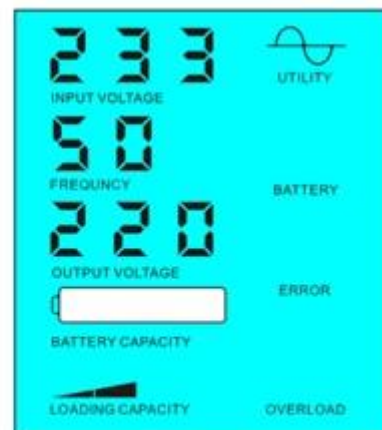 233
UTILITY
INPUT VOLTAGE
50
FREQUNCY
BATTERY
220
OUTPUT VOLTAGE
ERROR
BATTERY CAPACITY
LOADING CAPACITY
OVERLOAD